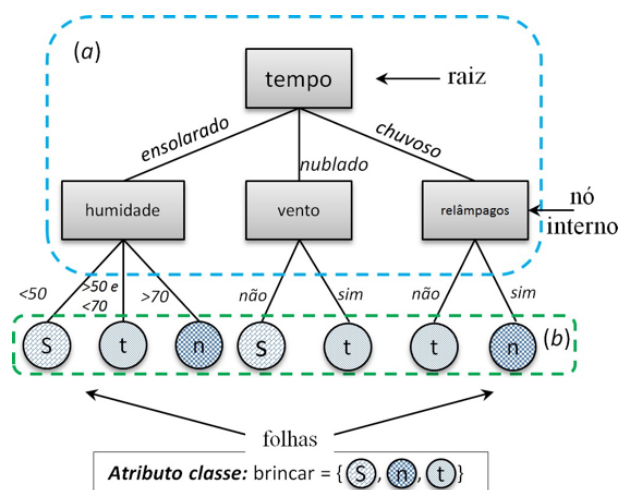 (a)
tempo
raiz
ensolarado
nublado
chuvoso
humidade
vento
relâmpagos
nó
interno
<50
>50 e
<70
>70
não
sim
não
sim
S
t
n
S
t
t
n
(b)
folhas
Atributo classe: brincar = {S, n, t}